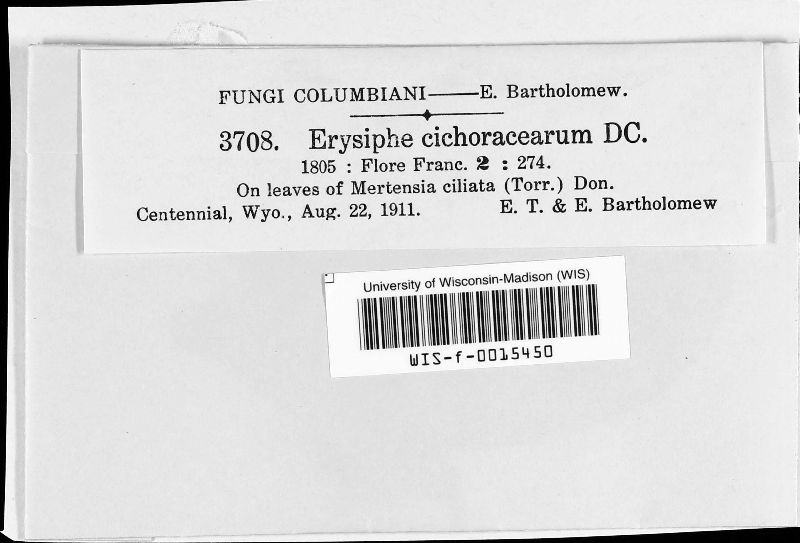 FUNGI COLUMBIANI——E. Bartholomew.
3708. Erysiphe cichoracearum DC.
1805 : Flore Franc. 2 : 274.
On leaves of Mertensia ciliata (Torr.) Don.
Centennial, Wyo., Aug. 22, 1911. E. T. & E. Bartholomew
University of Wisconsin-Madison (WIS)
WIS-f-0015450